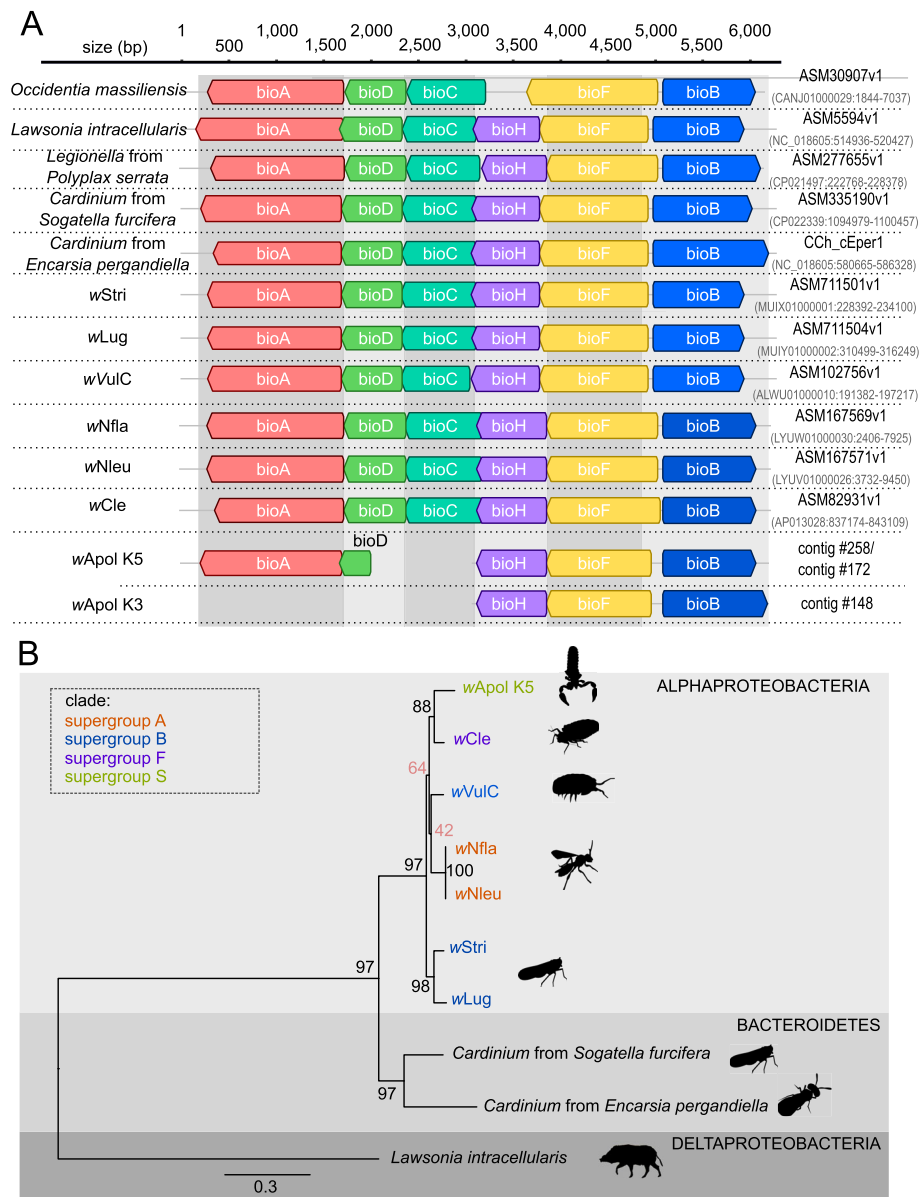 A
size (bp)
1 1,000 2,000 3,000 4,000 5,000 6,000
500 1,500 2,500 3,500 4,500 5,500
Occidentia massiliensis bioA bioD bioC bioF bioB ASM30907v1
(CANJ01000029:1844-7037)
Lawsonia intracellularis bioA bioD bioC bioH bioF bioB ASM5594v1
(NC_018605:514936-520427)
Legionella from
Polyplax serrata bioA bioD bioC bioH bioF bioB ASM277655v1
(CP021497:222768-228378)
Cardinium from
Sogatella furcifera bioA bioD bioC bioH bioF bioB ASM335190v1
(CP022339:1094979-1100457)
Cardinium from
Encarsia pergandiella bioA bioD bioC bioH bioF bioB CCh_cEper1
(NC_018605:580665-586328)
wStri bioA bioD bioC bioH bioF bioB ASM711501v1
(MUIX01000001:228392-234100)
wLug bioA bioD bioC bioH bioF bioB ASM711504v1
(MUIY01000002:310499-316249)
wVulC bioA bioD bioC bioH bioF bioB ASM102756v1
(ALWU01000010:191382-197217)
wNfla bioA bioD bioC bioH bioF bioB ASM167569v1
(LYUW01000030:2406-7925)
wNleu bioA bioD bioC bioH bioF bioB ASM167571v1
(LYUV01000026:3732-9450)
wCle bioA bioD bioC bioH bioF bioB ASM82931v1
(AP013028:837174-843109)
bioD
wApol K5 bioA bioH bioF bioB contig #258/
contig #172
wApol K3 bioH bioF bioB contig #148
B
ALPHAPROTEOBACTERIA
clade:
supergroup A
supergroup B
supergroup F
supergroup S
wApol K5
88
wCle
64
wVulC
42
wNfla
97 100
wNleu
wStri
97
98
wLug
BACTEROIDETES
Cardinium from Sogatella furcifera
97
Cardinium from Encarsia pergandiella
DELTAPROTEOBACTERIA
Lawsonia intracellularis
0.3